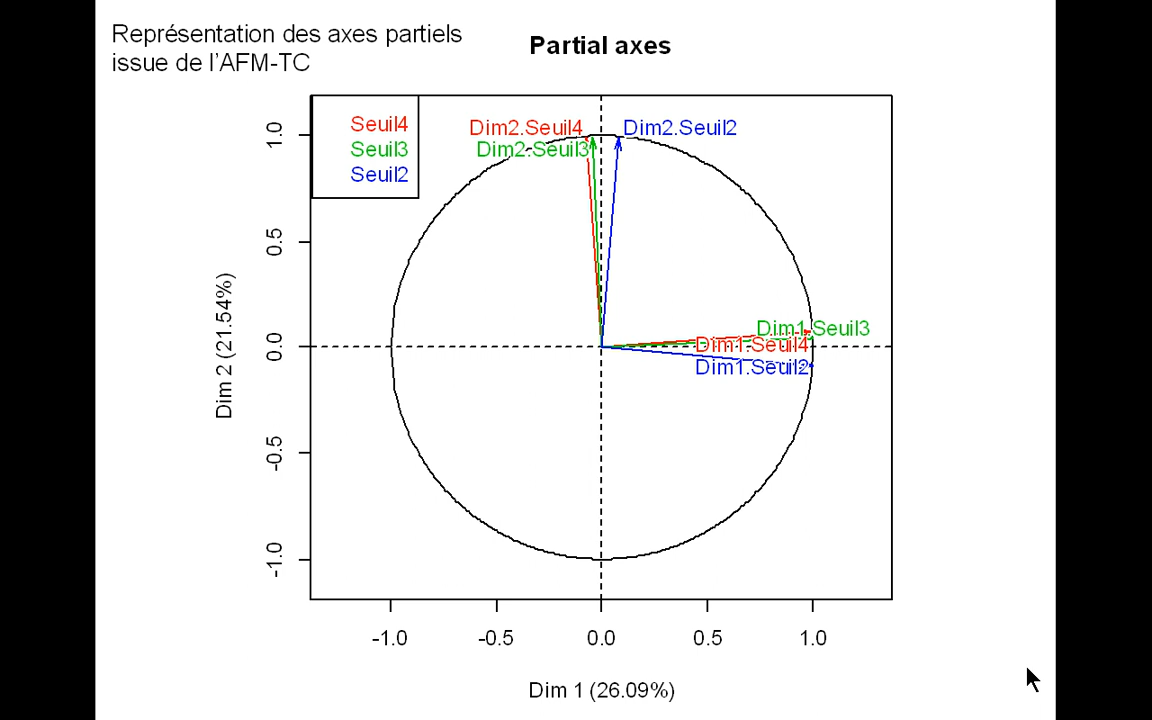 Représentation des axes partiels
issue de l'AFM-TC
Partial axes
Seuil4
Seuil3
Seuil2
Dim2.Seuil4
Dim2.Seuil2
Dim2.Seuil3
Dim1.Seuil3
Dim1.Seuil4
Dim1.Seuil2
1.0
0.5
0.0
-0.5
-1.0
Dim 2 (21.54%)
-1.0 -0.5 0.0 0.5 1.0
Dim 1 (26.09%)